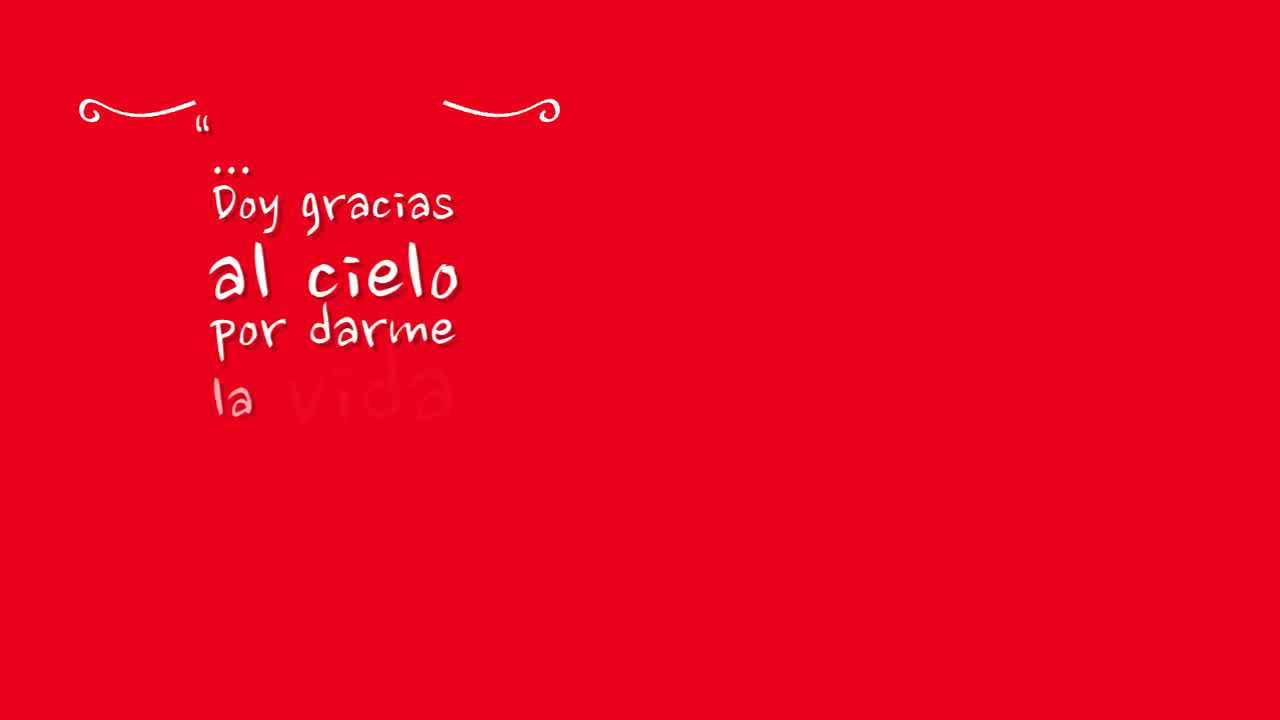 “
...
Doy gracias
al cielo
por darme
la vida